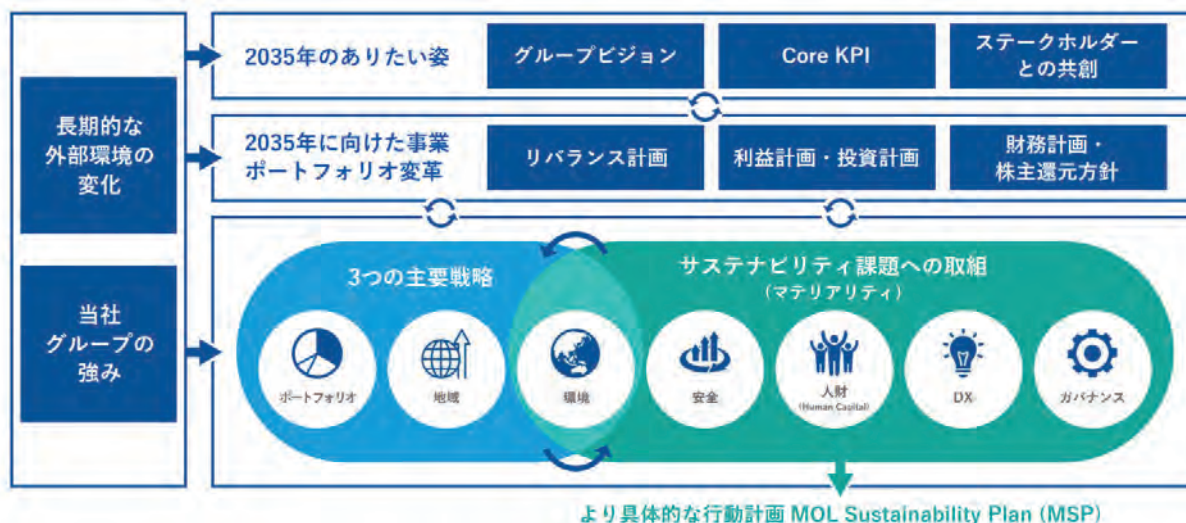 長期的な
外部環境の
変化
当社
グループの
強み
2035年のありたい姿
グループビジョン
Core KPI
ステークホルダー
との共創
2035年に向けた事業
ポートフォリオ変革
リバランス計画
利益計画・投資計画
財務計画・
株主還元方針
3つの主要戦略
サステナビリティ課題への取組
(マテリアリティ)
ポートフォリオ
地域
環境
安全
人財
(Human Capital)
DX
ガバナンス
より具体的な行動計画 MOL Sustainability Plan (MSP)